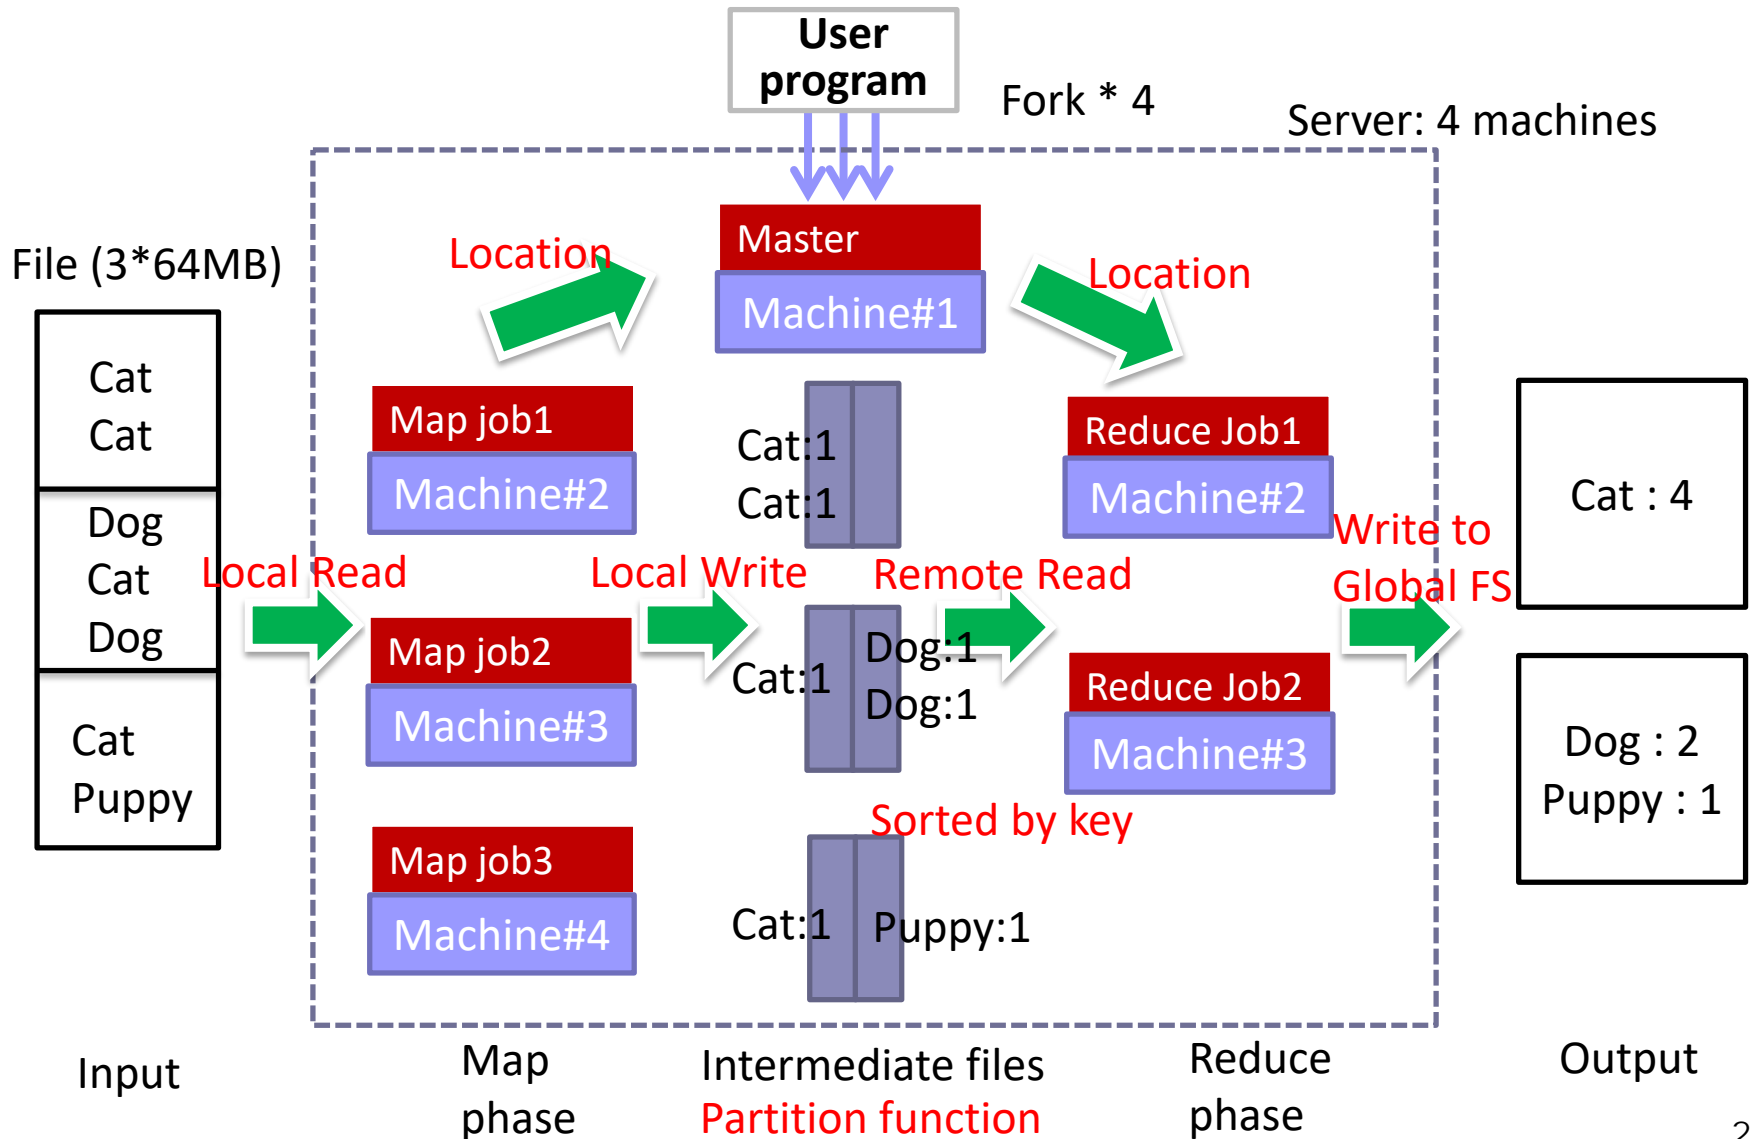 User
program
Fork * 4
Server: 4 machines
File (3*64MB)
Location
Master
Machine#1
Location
Cat
Cat
Dog
Cat
Dog
Cat
Puppy
Local Read
Map job1
Machine#2
Map job2
Machine#3
Map job3
Machine#4
Local Write
Cat:1
Cat:1
Cat:1
Dog:1
Dog:1
Sorted by key
Cat:1
Puppy:1
Remote Read
Reduce Job1
Machine#2
Reduce Job2
Machine#3
Write to
Global FS
Cat : 4
Dog : 2
Puppy : 1
Input
Map
phase
Intermediate files
Partition function
Reduce
phase
Output
2